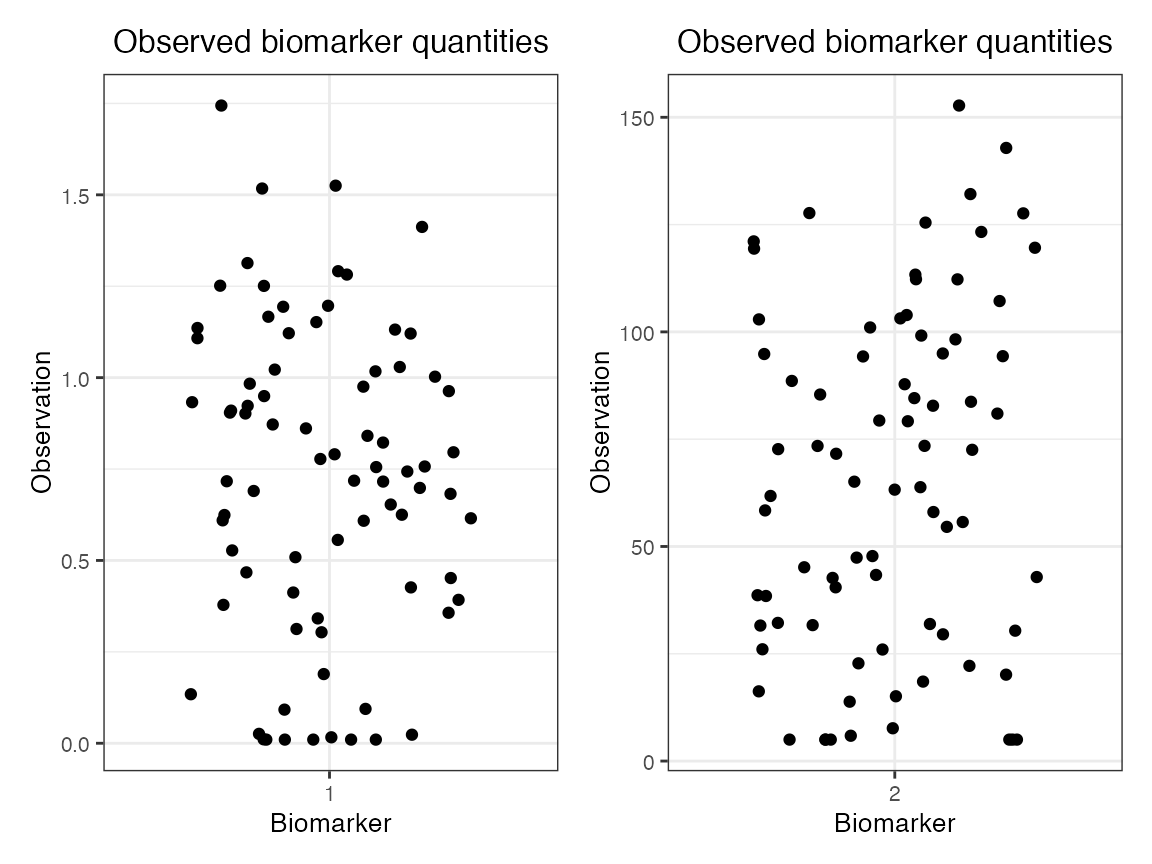 Observed biomarker quantities
Observation
1.5
1.0
0.5
0.0
1
Biomarker
Observed biomarker quantities
Observation
150
100
50
0
2
Biomarker